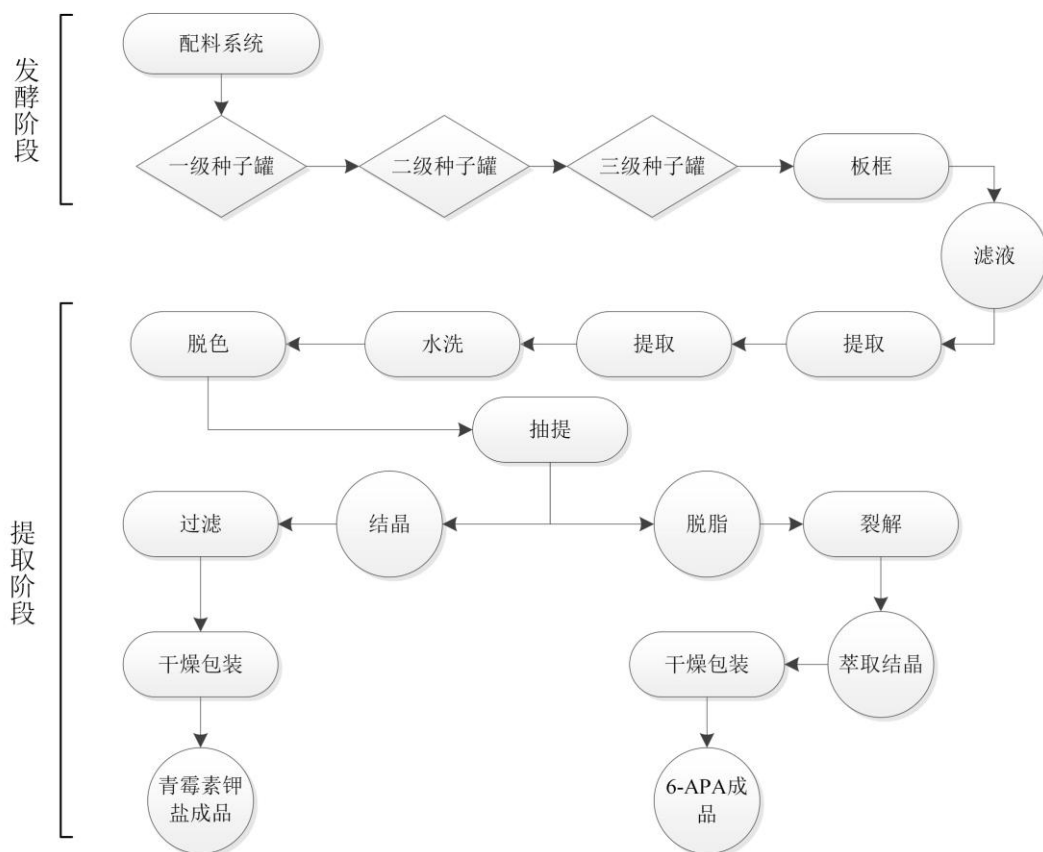 发酵阶段
配料系统
一级种子罐
二级种子罐
三级种子罐
板框
滤液
提取阶段
脱色
水洗
提取
提取
抽提
过滤
结晶
脱脂
裂解
干燥包装
干燥包装
萃取结晶
青霉素钾
盐成品
6-APA成
品